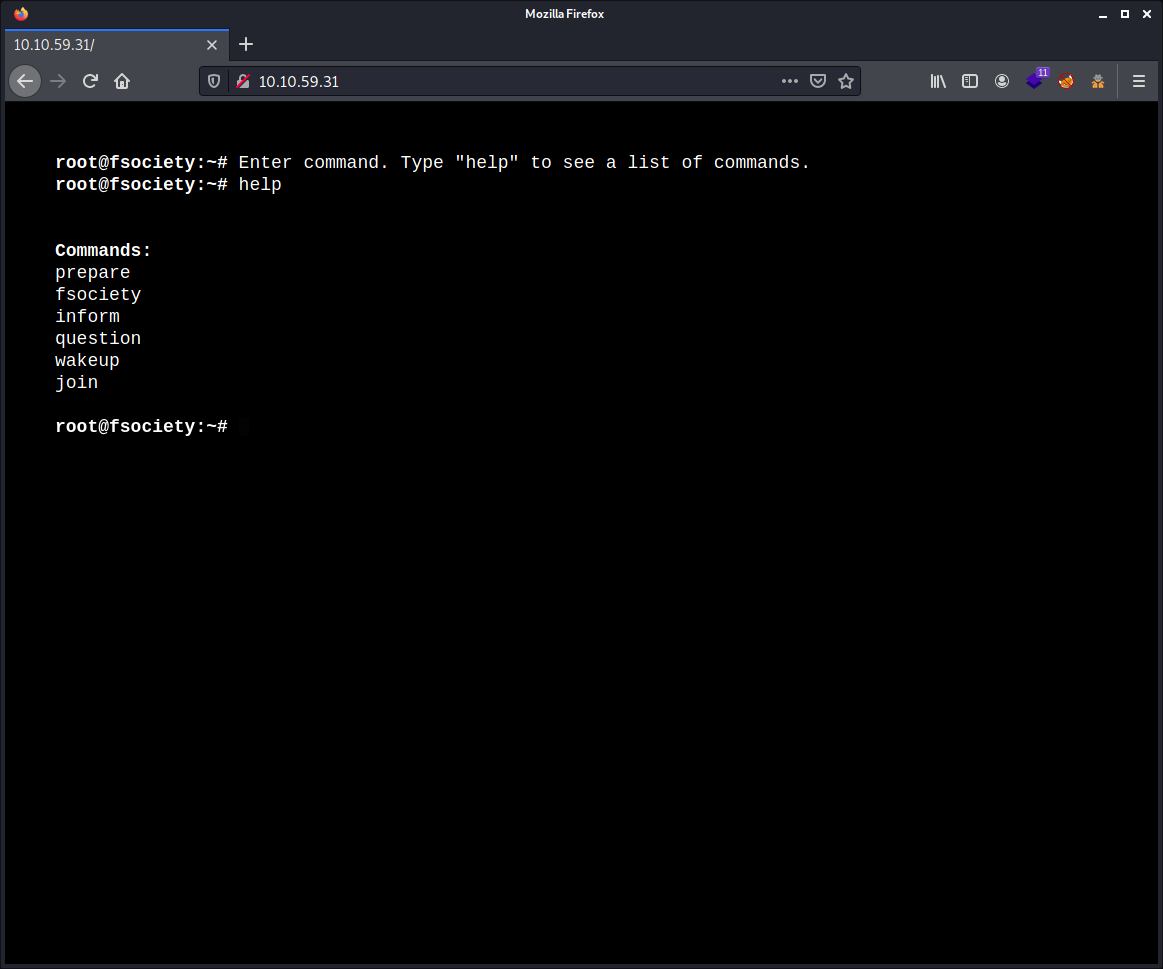 Mozilla Firefox
10.10.59.31/
10.10.59.31
11
root@fsociety:~# Enter command. Type "help" to see a list of commands.
root@fsociety:~# help
Commands:
prepare
fsociety
inform
question
wakeup
join
root@fsociety:~#